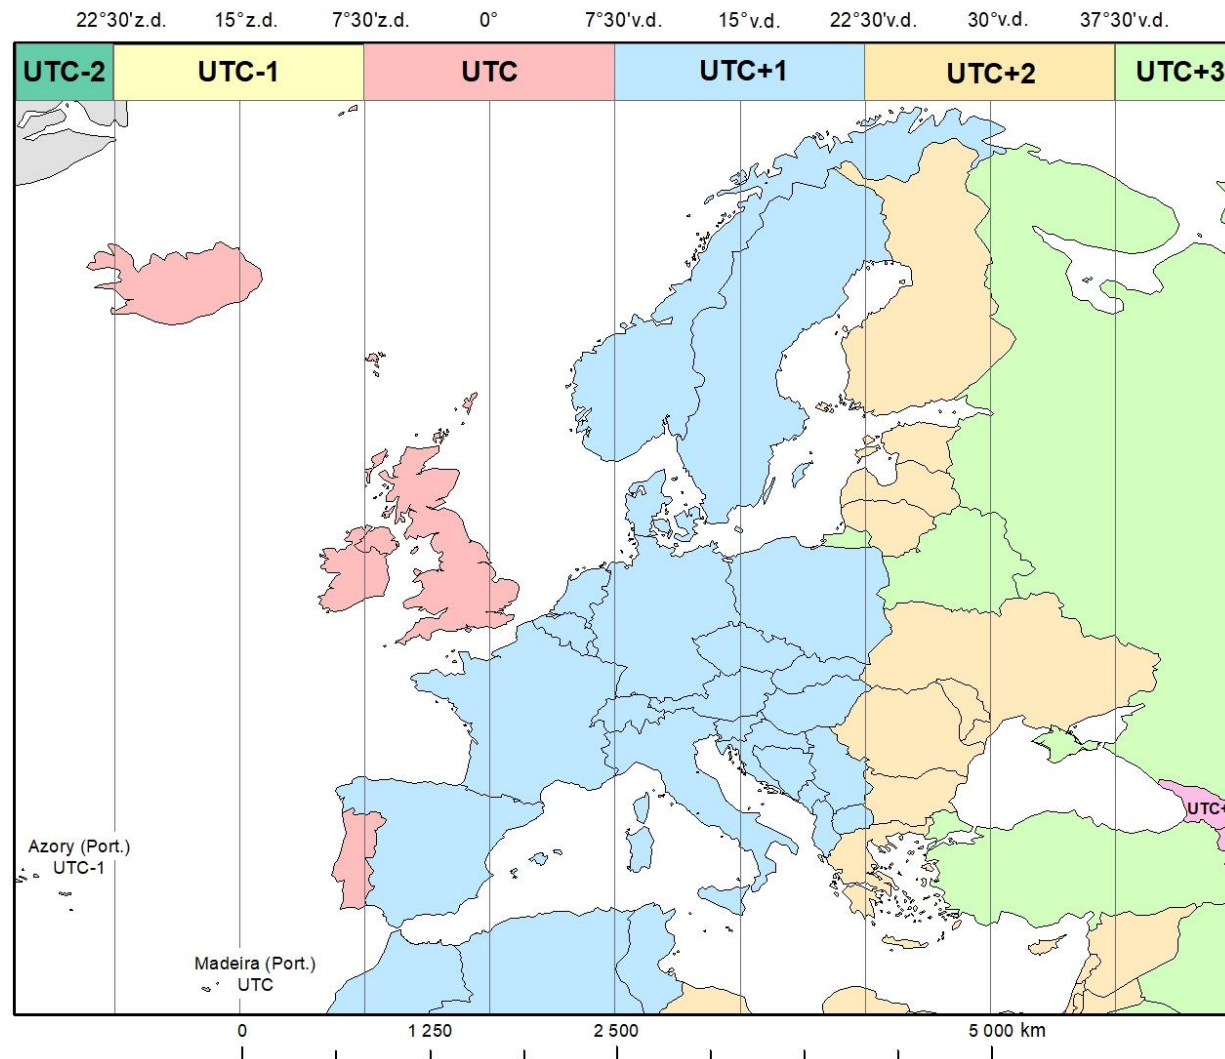 22°30'z.d. 15°z.d. 7°30'z.d. 0° 7°30'v.d. 15°v.d. 22°30'v.d. 30°v.d. 37°30'v.d.
UTC-2 UTC-1 UTC UTC+1 UTC+2 UTC+3
UTC+
Azory (Port.)
UTC-1
Madeira (Port.)
UTC
0 1 250 2 500 5 000 km